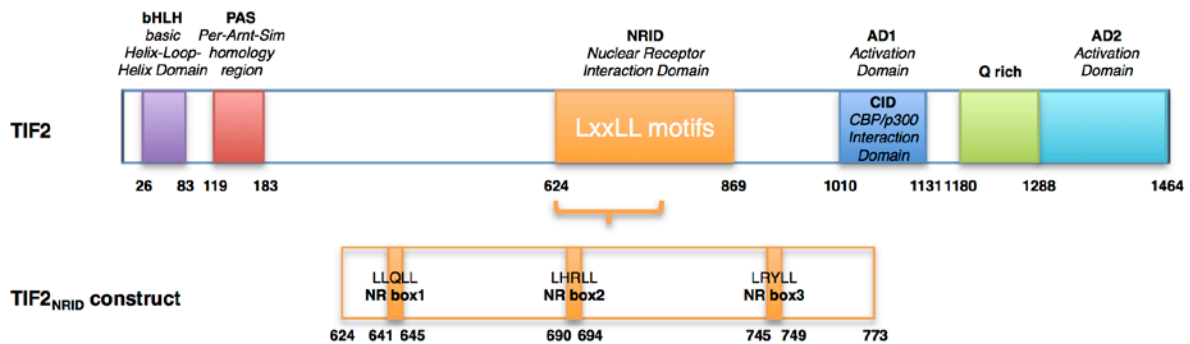 bHLH
basic
Helix-Loop-
Helix Domain
PAS
Per-Arnt-Sim
homology
region
NRID
Nuclear Receptor
Interaction Domain
AD1
Activation
Domain
Q rich
AD2
Activation
Domain
TIF2
LxxLL motifs
CID
CBP/p300
Interaction
Domain
26 83 119 183 624 869 1010 1131 1180 1288 1464
TIF2NRID construct
LLQLL
NR box1
LHRLL
NR box2
LRYLL
NR box3
624 641 645 690 694 745 749 773